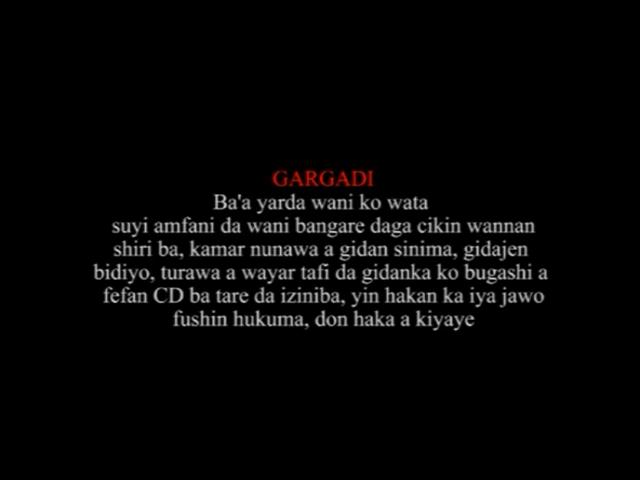 GARGADI
Ba'a yarda wani ko wata
suyi amfani da wani bangare daga cikin wannan
shiri ba, kamar nunawa a gidan sinima, gidajen
bidiyo, turawa a wayar tafi da gidanka ko bugashi a
fefan CD ba tare da iziniba, yin hakan ka iya jawo
fushin hukuma, don haka a kiyaye